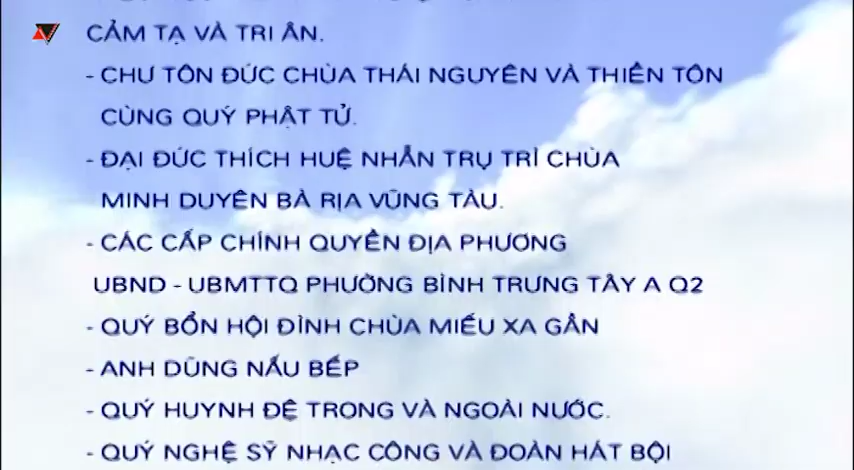 CẢM TẠ VÀ TRI ÂN.
- CHƯ TÔN ĐỨC CHÙA THÁI NGUYÊN VÀ THIÊN TÔN
CÙNG QUÝ PHẬT TỬ.
- ĐẠI ĐỨC THÍCH HUỆ NHẪN TRỤ TRÌ CHÙA
MINH DUYÊN BÀ RỊA VŨNG TÀU.
- CÁC CẤP CHÍNH QUYỀN ĐỊA PHƯƠNG
UBND - UBMTTQ PHƯỜNG BÌNH TRƯNG TÂY A Q2
- QUÝ BỔN HỘI ĐÌNH CHÙA MIẾU XA GẦN
- ANH DŨNG NẤU BẾP
- QUÝ HUYNH ĐỆ TRONG VÀ NGOÀI NƯỚC.
- QUÝ NGHỆ SỸ NHẠC CÔNG VÀ ĐOÀN HÁT BỘI